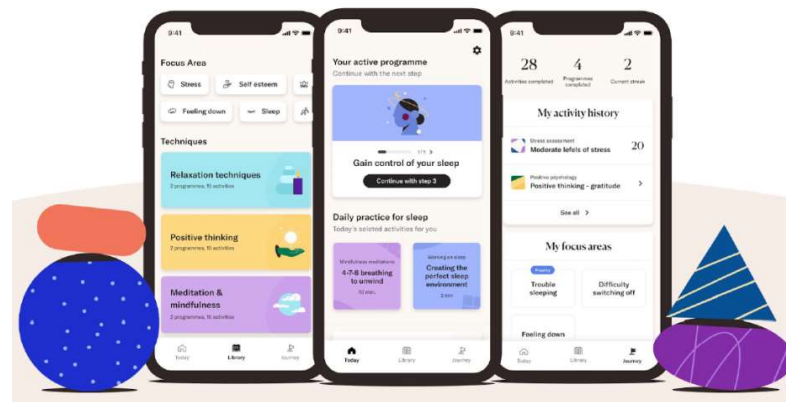 9:41
Focus Area
Stress
Self esteem
Feeling down
Sleep
Techniques
Relaxation techniques
2 programmes, 15 activities
Positive thinking
2 programmes, 10 activities
Meditation &
mindfulness
2 programmes, 10 activities
Today
Library
Journey
9:41
Your active programme
Continue with the next step
Gain control of your sleep
Continue with step 3
Daily practice for sleep
Today's seleted activities for you
Mindfulness meditations
4-7-8 breathing
to unwind
10 min.
Working on sleep
Creating the
perfect sleep
environment
Today
Library
Journey
9:41
28
4
2
Activities completed
Programmes
completed
Current streak
My activity history
Stress assessment
Moderate lefels of stress
20
Positive psychology
Positive thinking - gratitude
See all
My focus areas
Priority
Trouble
sleeping
Difficulty
switching off
Feeling down
Today
Library
Journey